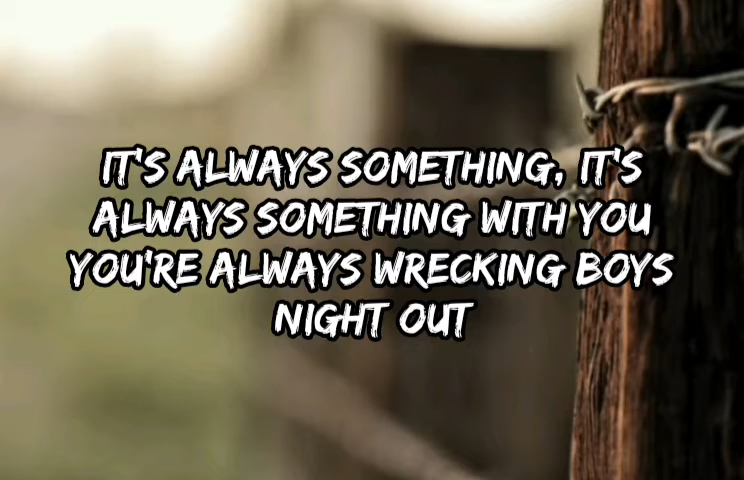 IT'S ALWAYS SOMETHING, IT'S
ALWAYS SOMETHING WITH YOU
YOU'RE ALWAYS WRECKING BOYS
NIGHT OUT